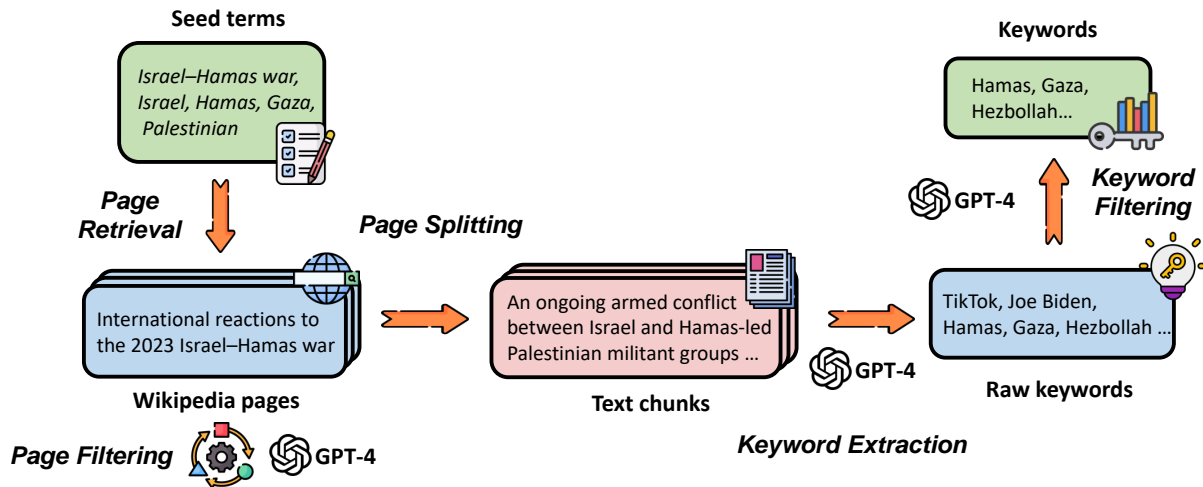 Seed terms
Israel–Hamas war,
Israel, Hamas, Gaza,
Palestinian
Page
Retrieval
International reactions to
the 2023 Israel–Hamas war
Wikipedia pages
Page Filtering
GPT-4
Page Splitting
An ongoing armed conflict
between Israel and Hamas-led
Palestinian militant groups ...
Text chunks
GPT-4
Keyword Extraction
TikTok, Joe Biden,
Hamas, Gaza, Hezbollah ...
Raw keywords
GPT-4
Keyword
Filtering
Keywords
Hamas, Gaza,
Hezbollah...